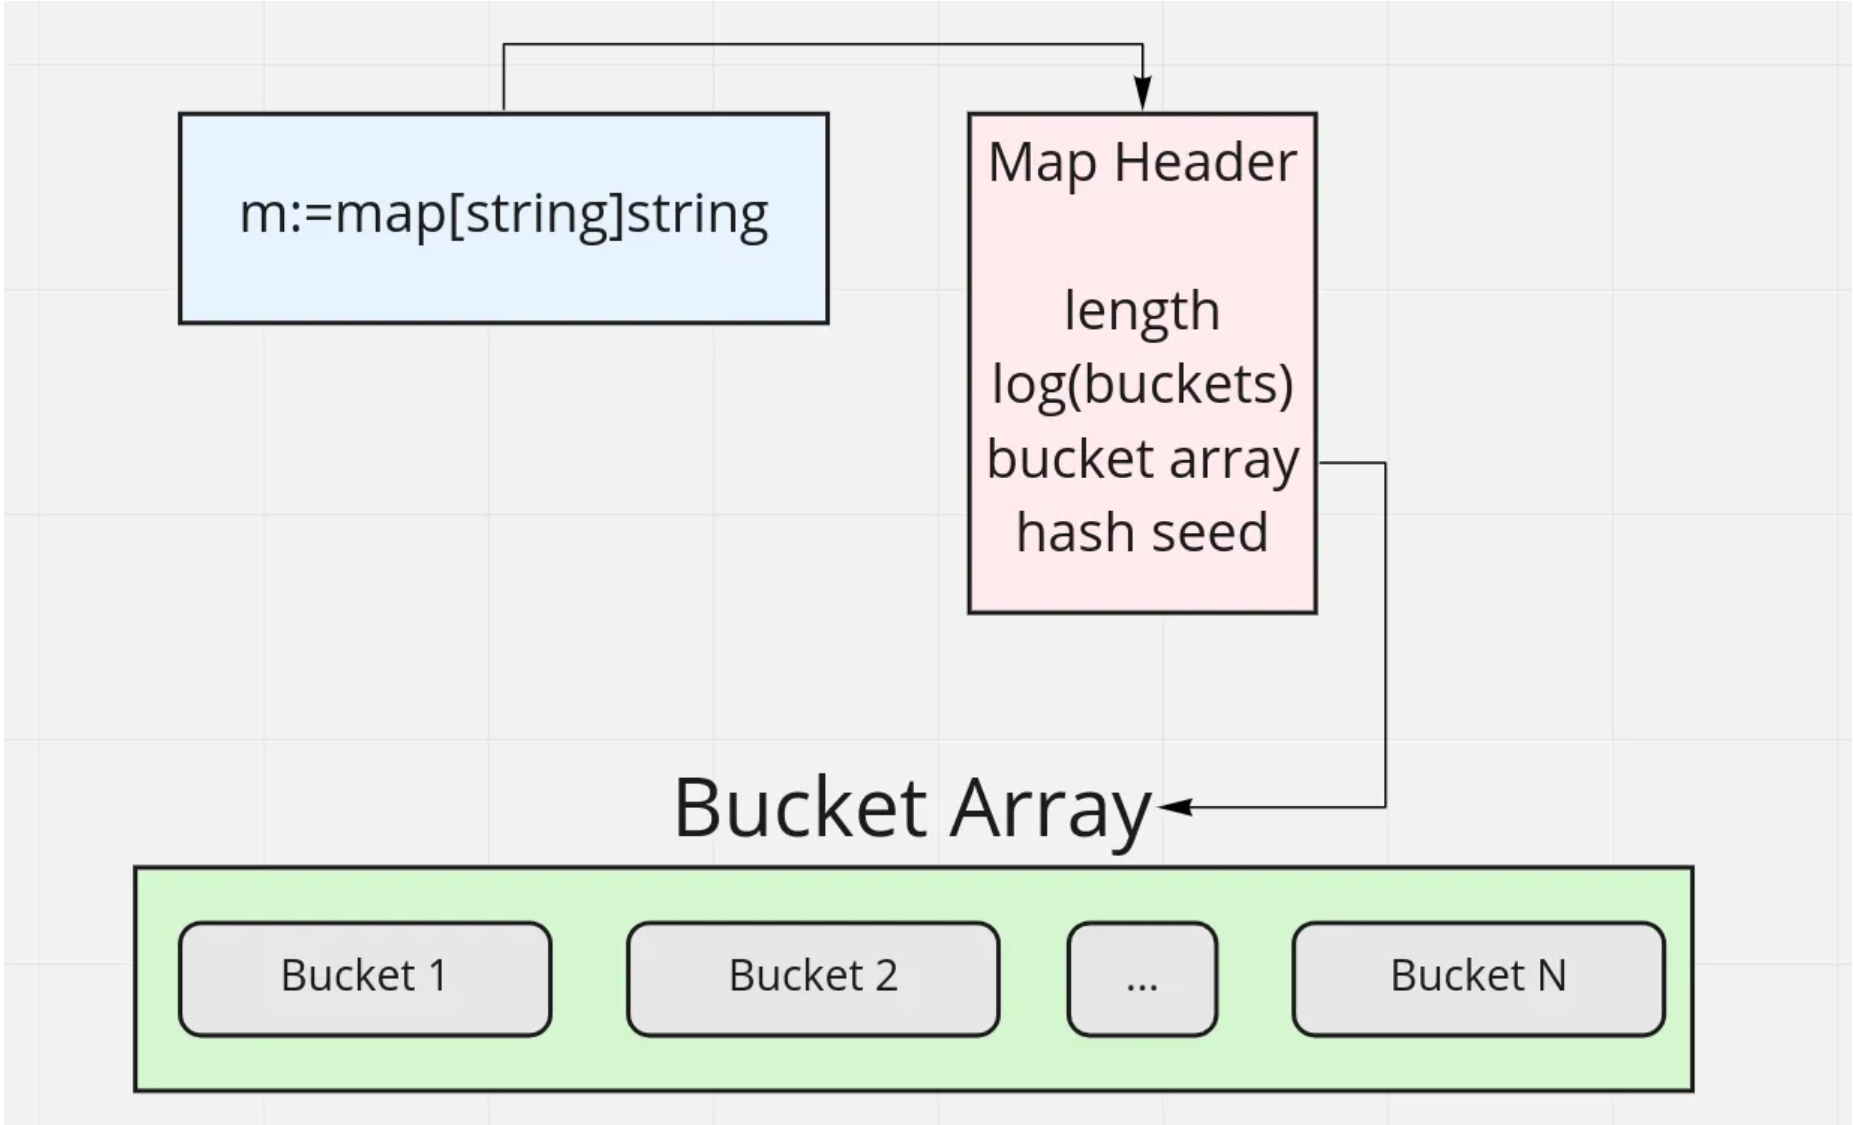 m:=map[string]string
Map Header
length
log(buckets)
bucket array
hash seed
Bucket Array
Bucket 1
Bucket 2
...
Bucket N